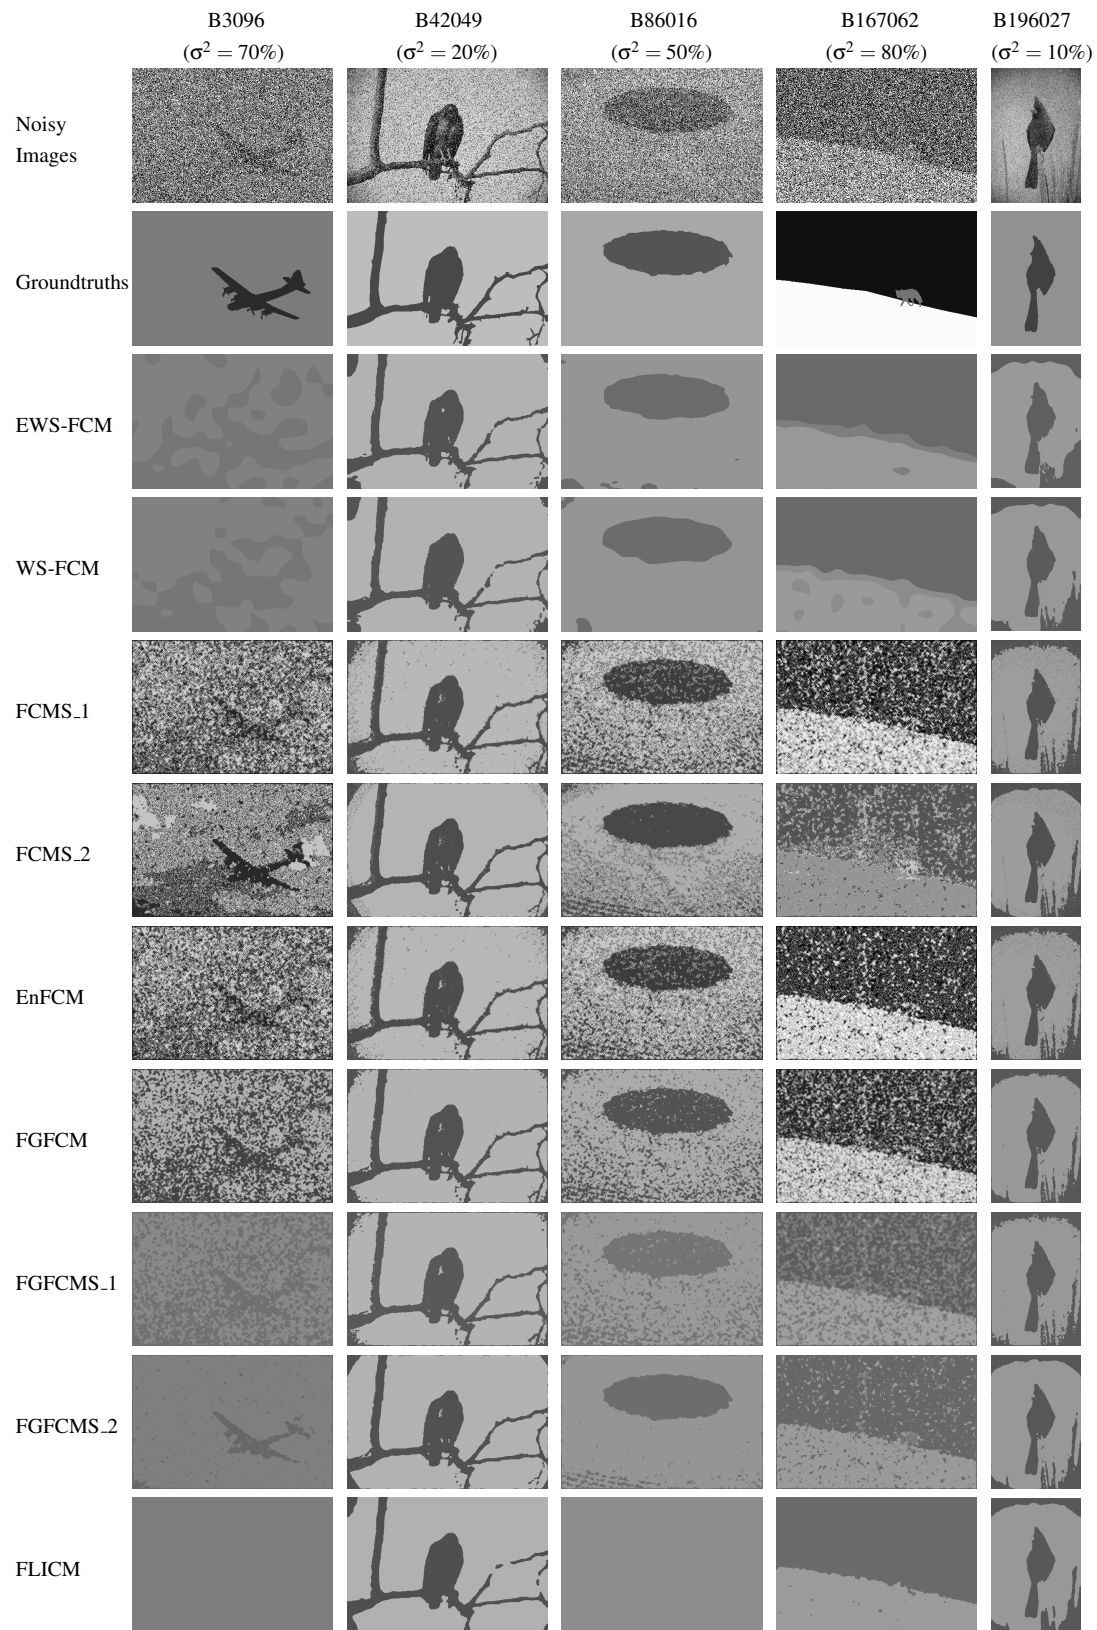 B3096 B42049 B86016 B167062 B196027
(σ² = 70%) (σ² = 20%) (σ² = 50%) (σ² = 80%) (σ² = 10%)
Noisy
Images
Groundtruths
EWS-FCM
WS-FCM
FCMS_1
FCMS_2
EnFCM
FGFCM
FGFCMS_1
FGFCMS_2
FLICM